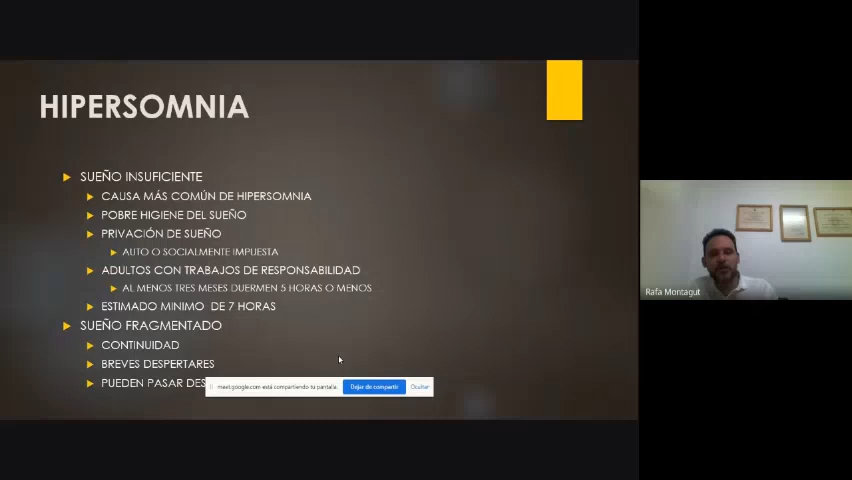 HIPERSOMNIA
SUEÑO INSUFICIENTE
CAUSA MÁS COMÚN DE HIPERSOMNIA
POBRE HIGIENE DEL SUEÑO
PRIVACIÓN DE SUEÑO
AUTO O SOCIALMENTE IMPUESTA
ADULTOS CON TRABAJOS DE RESPONSABILIDAD
AL MENOS TRES MESES DUERMEN 5 HORAS O MENOS
ESTIMADO MINIMO DE 7 HORAS
SUEÑO FRAGMENTADO
CONTINUIDAD
BREVES DESPERTARES
PUEDEN PASAR DES
meet.google.com está compartiendo tu pantalla.
Dejar de compartir
Ocultar
Rafa Montagut